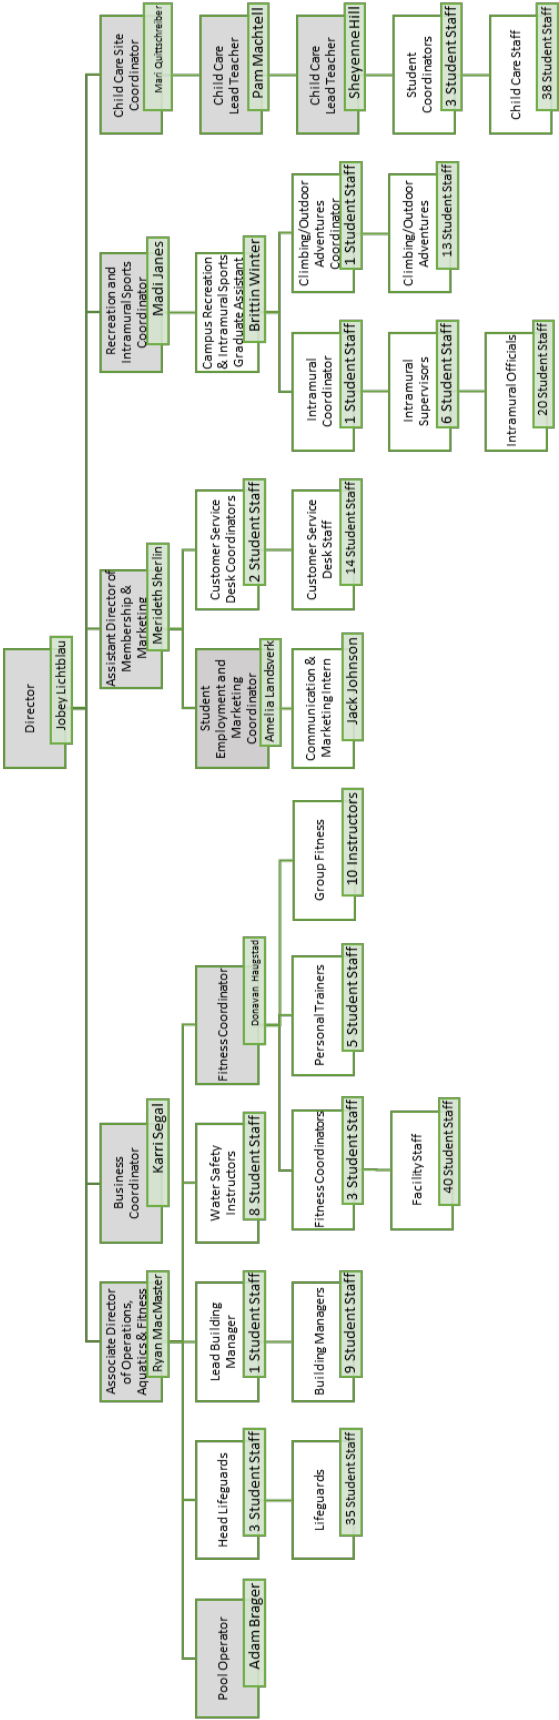 Director
Jobey Lichtblau
Associate Director
of Operations,
Aquatics & Fitness
Ryan MacMaster
Business
Coordinator
Karri Segal
Assistant Director of
Membership &
Marketing
Merideth Sherlin
Recreation and
Intramural Sports
Coordinator
Madi Janes
Child Care Site
Coordinator
Mari Quittschreiber
Pool Operator
Adam Brager
Head Lifeguards
3 Student Staff
Lead Building
Manager
1 Student Staff
Water Safety
Instructors
8 Student Staff
Fitness Coordinator
Donavan Haugstad
Student
Employment and
Marketing
Coordinator
Amelia Landsverk
Customer Service
Desk Coordinators
2 Student Staff
Campus Recreation
& Intramural Sports
Graduate Assistant
Brittin Winter
Child Care
Lead Teacher
Pam Machtell
Lifeguards
35 Student Staff
Building Managers
9 Student Staff
Fitness Coordinators
3 Student Staff
Personal Trainers
5 Student Staff
Group Fitness
10 Instructors
Communication &
Marketing Intern
Jack Johnson
Customer Service
Desk Staff
14 Student Staff
Intramural
Coordinator
1 Student Staff
Climbing/Outdoor
Adventures
Coordinator
1 Student Staff
Child Care
Lead Teacher
Sheyenne Hill
Facility Staff
40 Student Staff
Intramural
Supervisors
6 Student Staff
Climbing/Outdoor
Adventures
13 Student Staff
Student
Coordinators
3 Student Staff
Intramural Officials
20 Student Staff
Child Care Staff
38 Student Staff